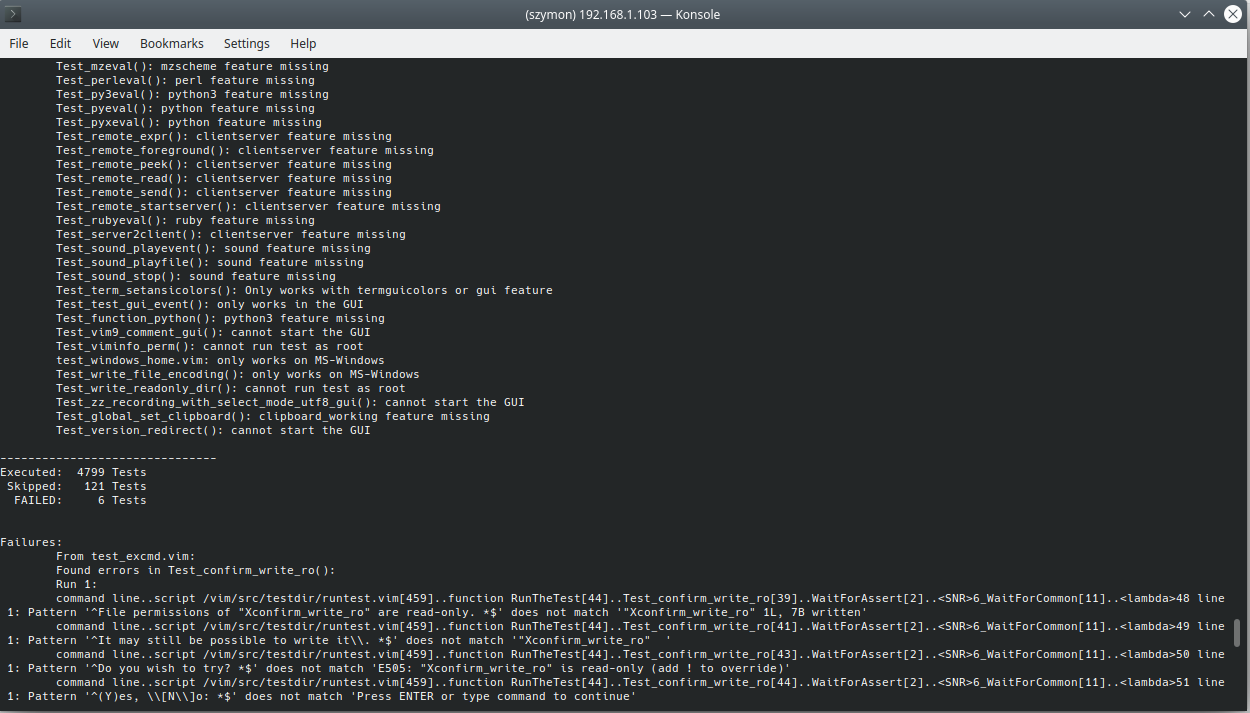 (szymon) 192.168.1.103 — Konsole
File Edit View Bookmarks Settings Help
Test_mzeval(): mzscheme feature missing
Test_perleval(): perl feature missing
Test_py3eval(): python3 feature missing
Test_pyeval(): python feature missing
Test_pyxeval(): python feature missing
Test_remote_expr(): clientserver feature missing
Test_remote_foreground(): clientserver feature missing
Test_remote_peek(): clientserver feature missing
Test_remote_read(): clientserver feature missing
Test_remote_send(): clientserver feature missing
Test_remote_startserver(): clientserver feature missing
Test_rubyeval(): ruby feature missing
Test_server2client(): clientserver feature missing
Test_sound_playevent(): sound feature missing
Test_sound_playfile(): sound feature missing
Test_sound_stop(): sound feature missing
Test_term_setansicolors(): Only works with termguicolors or gui feature
Test_test_gui_event(): only works in the GUI
Test_function_python(): python3 feature missing
Test_vim9_comment_gui(): cannot start the GUI
Test_viminfo_perm(): cannot run test as root
test_windows_home.vim: only works on MS-Windows
Test_write_file_encoding(): only works on MS-Windows
Test_write_readonly_dir(): cannot run test as root
Test_zz_recording_with_select_mode_utf8_gui(): cannot start the GUI
Test_global_set_clipboard(): clipboard_working feature missing
Test_version_redirect(): cannot start the GUI
-------------------------------
Executed:  4799 Tests
 Skipped:   121 Tests
  FAILED:     6 Tests
Failures:
From test_excmd.vim:
Found errors in Test_confirm_write_ro():
Run 1:
command line..script /vim/src/testdir/runtest.vim[459]..function RunTheTest[44]..Test_confirm_write_ro[39]..WaitForAssert[2]..<SNR>6_WaitForCommon[11]..<lambda>48 line
 1: Pattern '^File permissions of "Xconfirm_write_ro" are read-only. *$' does not match '"Xconfirm_write_ro" 1L, 7B written'
command line..script /vim/src/testdir/runtest.vim[459]..function RunTheTest[44]..Test_confirm_write_ro[41]..WaitForAssert[2]..<SNR>6_WaitForCommon[11]..<lambda>49 line
 1: Pattern '^It may still be possible to write it\\. *$' does not match '"Xconfirm_write_ro"  '
command line..script /vim/src/testdir/runtest.vim[459]..function RunTheTest[44]..Test_confirm_write_ro[43]..WaitForAssert[2]..<SNR>6_WaitForCommon[11]..<lambda>50 line
 1: Pattern '^Do you wish to try? *$' does not match 'E505: "Xconfirm_write_ro" is read-only (add ! to override)'
command line..script /vim/src/testdir/runtest.vim[459]..function RunTheTest[44]..Test_confirm_write_ro[44]..WaitForAssert[2]..<SNR>6_WaitForCommon[11]..<lambda>51 line
 1: Pattern '^(Y)es, \\[N\\]o: *$' does not match 'Press ENTER or type command to continue'